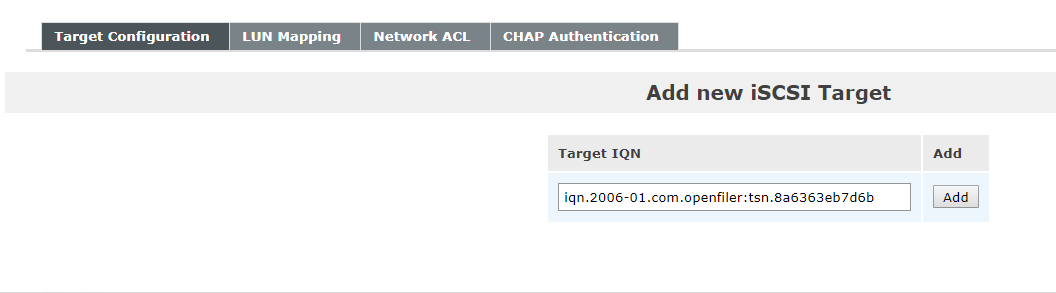 Target Configuration LUN Mapping Network ACL CHAP Authentication
Add new iSCSI Target
Target IQN Add
iqn.2006-01.com.openfiler:tsn.8a6363eb7d6b Add